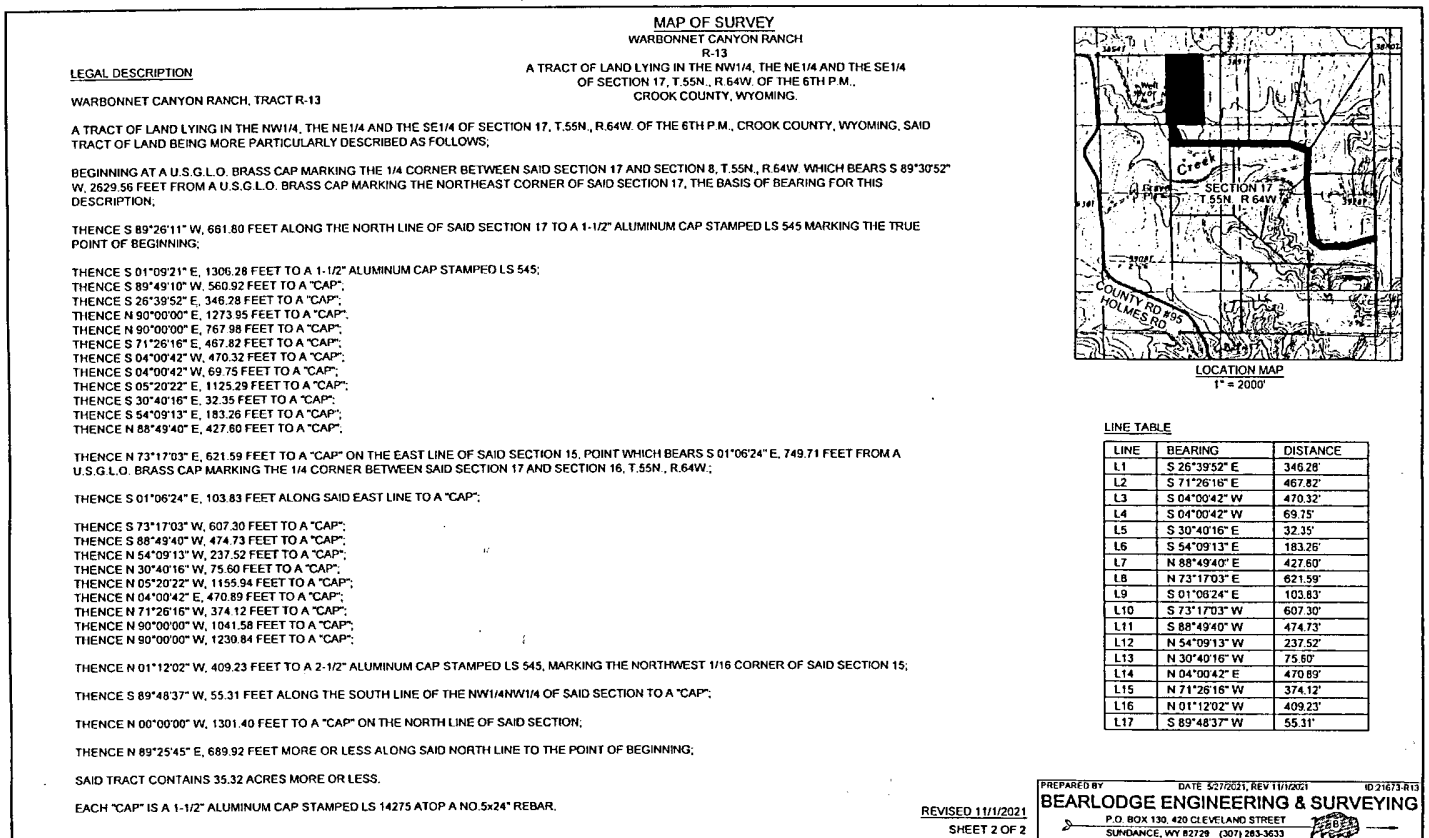 MAP OF SURVEY
WARBONNET CANYON RANCH
R-13
A TRACT OF LAND LYING IN THE NW1/4, THE NE1/4 AND THE SE1/4
OF SECTION 17, T.55N., R.64W. OF THE 6TH P.M.,
CROOK COUNTY, WYOMING.
LEGAL DESCRIPTION
WARBONNET CANYON RANCH, TRACT R-13
A TRACT OF LAND LYING IN THE NW1/4, THE NE1/4 AND THE SE1/4 OF SECTION 17, T.55N., R.64W. OF THE 6TH P.M., CROOK COUNTY, WYOMING, SAID
TRACT OF LAND BEING MORE PARTICULARLY DESCRIBED AS FOLLOWS;
BEGINNING AT A U.S.G.L.O. BRASS CAP MARKING THE 1/4 CORNER BETWEEN SAID SECTION 17 AND SECTION 8, T.55N., R.64W. WHICH BEARS S 89°30'52"
W, 2629.56 FEET FROM A U.S.G.L.O. BRASS CAP MARKING THE NORTHEAST CORNER OF SAID SECTION 17, THE BASIS OF BEARING FOR THIS
DESCRIPTION;
THENCE S 89°26'11" W, 661.80 FEET ALONG THE NORTH LINE OF SAID SECTION 17 TO A 1-1/2" ALUMINUM CAP STAMPED LS 545 MARKING THE TRUE
POINT OF BEGINNING;
THENCE S 01°09'21" E, 1306.28 FEET TO A 1-1/2" ALUMINUM CAP STAMPED LS 545;
THENCE S 89°49'10" W, 560.92 FEET TO A "CAP";
THENCE S 26°39'52" E, 346.28 FEET TO A "CAP";
THENCE N 90°00'00" E, 1273.95 FEET TO A "CAP";
THENCE N 90°00'00" E, 767.98 FEET TO A "CAP";
THENCE S 71°26'16" E, 467.82 FEET TO A "CAP";
THENCE S 04°00'42" W, 470.32 FEET TO A "CAP";
THENCE S 04°00'42" W, 69.75 FEET TO A "CAP";
THENCE S 05°20'22" E, 1125.29 FEET TO A "CAP";
THENCE S 30°40'16" E, 32.35 FEET TO A "CAP";
THENCE S 54°09'13" E, 183.26 FEET TO A "CAP";
THENCE N 88°49'40" E, 427.60 FEET TO A "CAP";
THENCE N 73°17'03" E, 621.59 FEET TO A "CAP" ON THE EAST LINE OF SAID SECTION 15, POINT WHICH BEARS S 01°06'24" E, 749.71 FEET FROM A
U.S.G.L.O. BRASS CAP MARKING THE 1/4 CORNER BETWEEN SAID SECTION 17 AND SECTION 16, T.55N., R.64W.;
THENCE S 01°06'24" E, 103.83 FEET ALONG SAID EAST LINE TO A "CAP";
THENCE S 73°17'03" W, 607.30 FEET TO A "CAP";
THENCE S 88°49'40" W, 474.73 FEET TO A "CAP";
THENCE N 54°09'13" W, 237.52 FEET TO A "CAP";
THENCE N 30°40'16" W, 75.60 FEET TO A "CAP";
THENCE N 05°20'22" W, 1155.94 FEET TO A "CAP";
THENCE N 04°00'42" E, 470.89 FEET TO A "CAP";
THENCE N 71°26'16" W, 374.12 FEET TO A "CAP";
THENCE N 90°00'00" W, 1041.58 FEET TO A "CAP";
THENCE N 90°00'00" W, 1230.84 FEET TO A "CAP";
THENCE N 01°12'02" W, 409.23 FEET TO A 2-1/2" ALUMINUM CAP STAMPED LS 545, MARKING THE NORTHWEST 1/16 CORNER OF SAID SECTION 15;
THENCE S 89°48'37" W, 55.31 FEET ALONG THE SOUTH LINE OF THE NW1/4NW1/4 OF SAID SECTION TO A "CAP";
THENCE N 00°00'00" W, 1301.40 FEET TO A "CAP" ON THE NORTH LINE OF SAID SECTION;
THENCE N 89°25'45" E, 689.92 FEET MORE OR LESS ALONG SAID NORTH LINE TO THE POINT OF BEGINNING;
SAID TRACT CONTAINS 35.32 ACRES MORE OR LESS.
EACH "CAP" IS A 1-1/2" ALUMINUM CAP STAMPED LS 14275 ATOP A NO.5x24" REBAR.
Creek
SECTION 17
T.55N. R 64W
COUNTY RD #95
HOLMES RD
LOCATION MAP
1" = 2000'
LINE TABLE
LINE BEARING DISTANCE
L1 S 26°39'52" E 346.28'
L2 S 71°26'16" E 467.82'
L3 S 04°00'42" W 470.32'
L4 S 04°00'42" W 69.75'
L5 S 30°40'16" E 32.35'
L6 S 54°09'13" E 183.26'
L7 N 88°49'40" E 427.60'
L8 N 73°17'03" E 621.59'
L9 S 01°06'24" E 103.83'
L10 S 73°17'03" W 607.30'
L11 S 88°49'40" W 474.73'
L12 N 54°09'13" W 237.52'
L13 N 30°40'16" W 75.60'
L14 N 04°00'42" E 470.89'
L15 N 71°26'16" W 374.12'
L16 N 01°12'02" W 409.23'
L17 S 89°48'37" W 55.31'
REVISED 11/1/2021
SHEET 2 OF 2
PREPARED BY DATE 5/27/2021, REV 11/1/2021 ID:21673-R13
BEARLODGE ENGINEERING & SURVEYING
P.O. BOX 130, 420 CLEVELAND STREET
SUNDANCE, WY 82729 (307) 283-3633